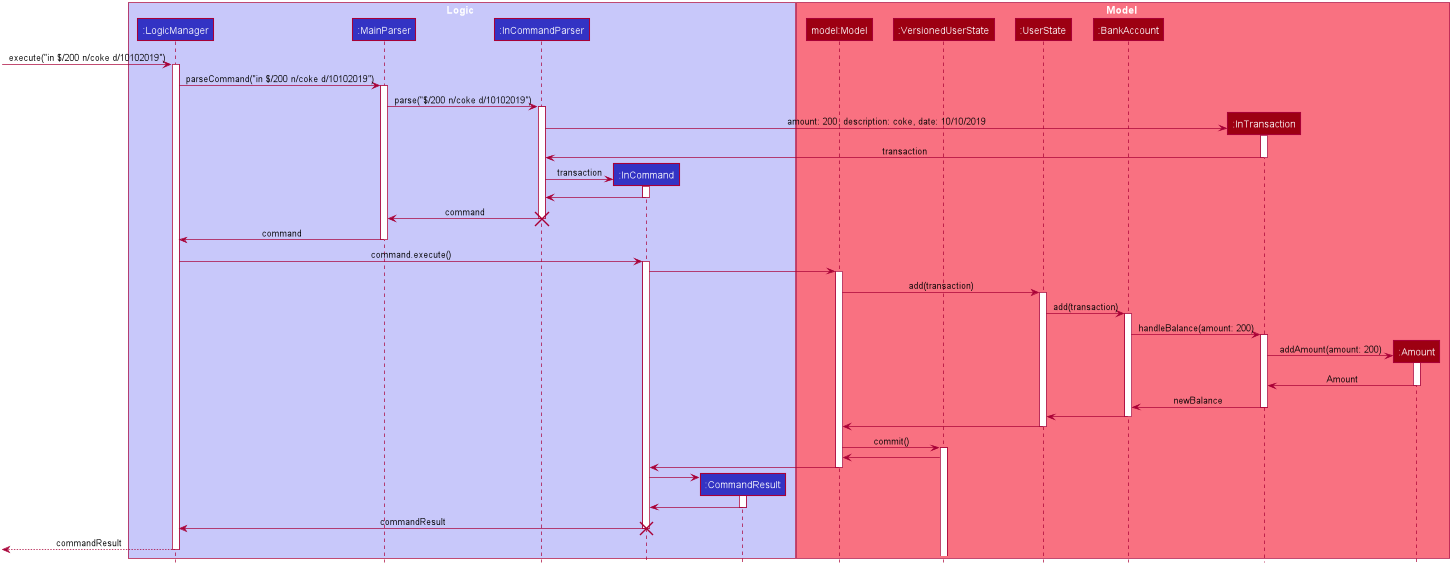 Logic
Model
:LogicManager
:MainParser
:InCommandParser
model:Model
:VersionedUserState
:UserState
:BankAccount
execute("in $/200 n/coke d/10102019")
parseCommand("in $/200 n/coke d/10102019")
parse("$/200 n/coke d/10102019")
amount: 200, description: coke, date: 10/10/2019
:InTransaction
transaction
transaction
:InCommand
command
command
command.execute()
add(transaction)
add(transaction)
handleBalance(amount: 200)
addAmount(amount: 200)
:Amount
Amount
newBalance
commit()
:CommandResult
commandResult
commandResult